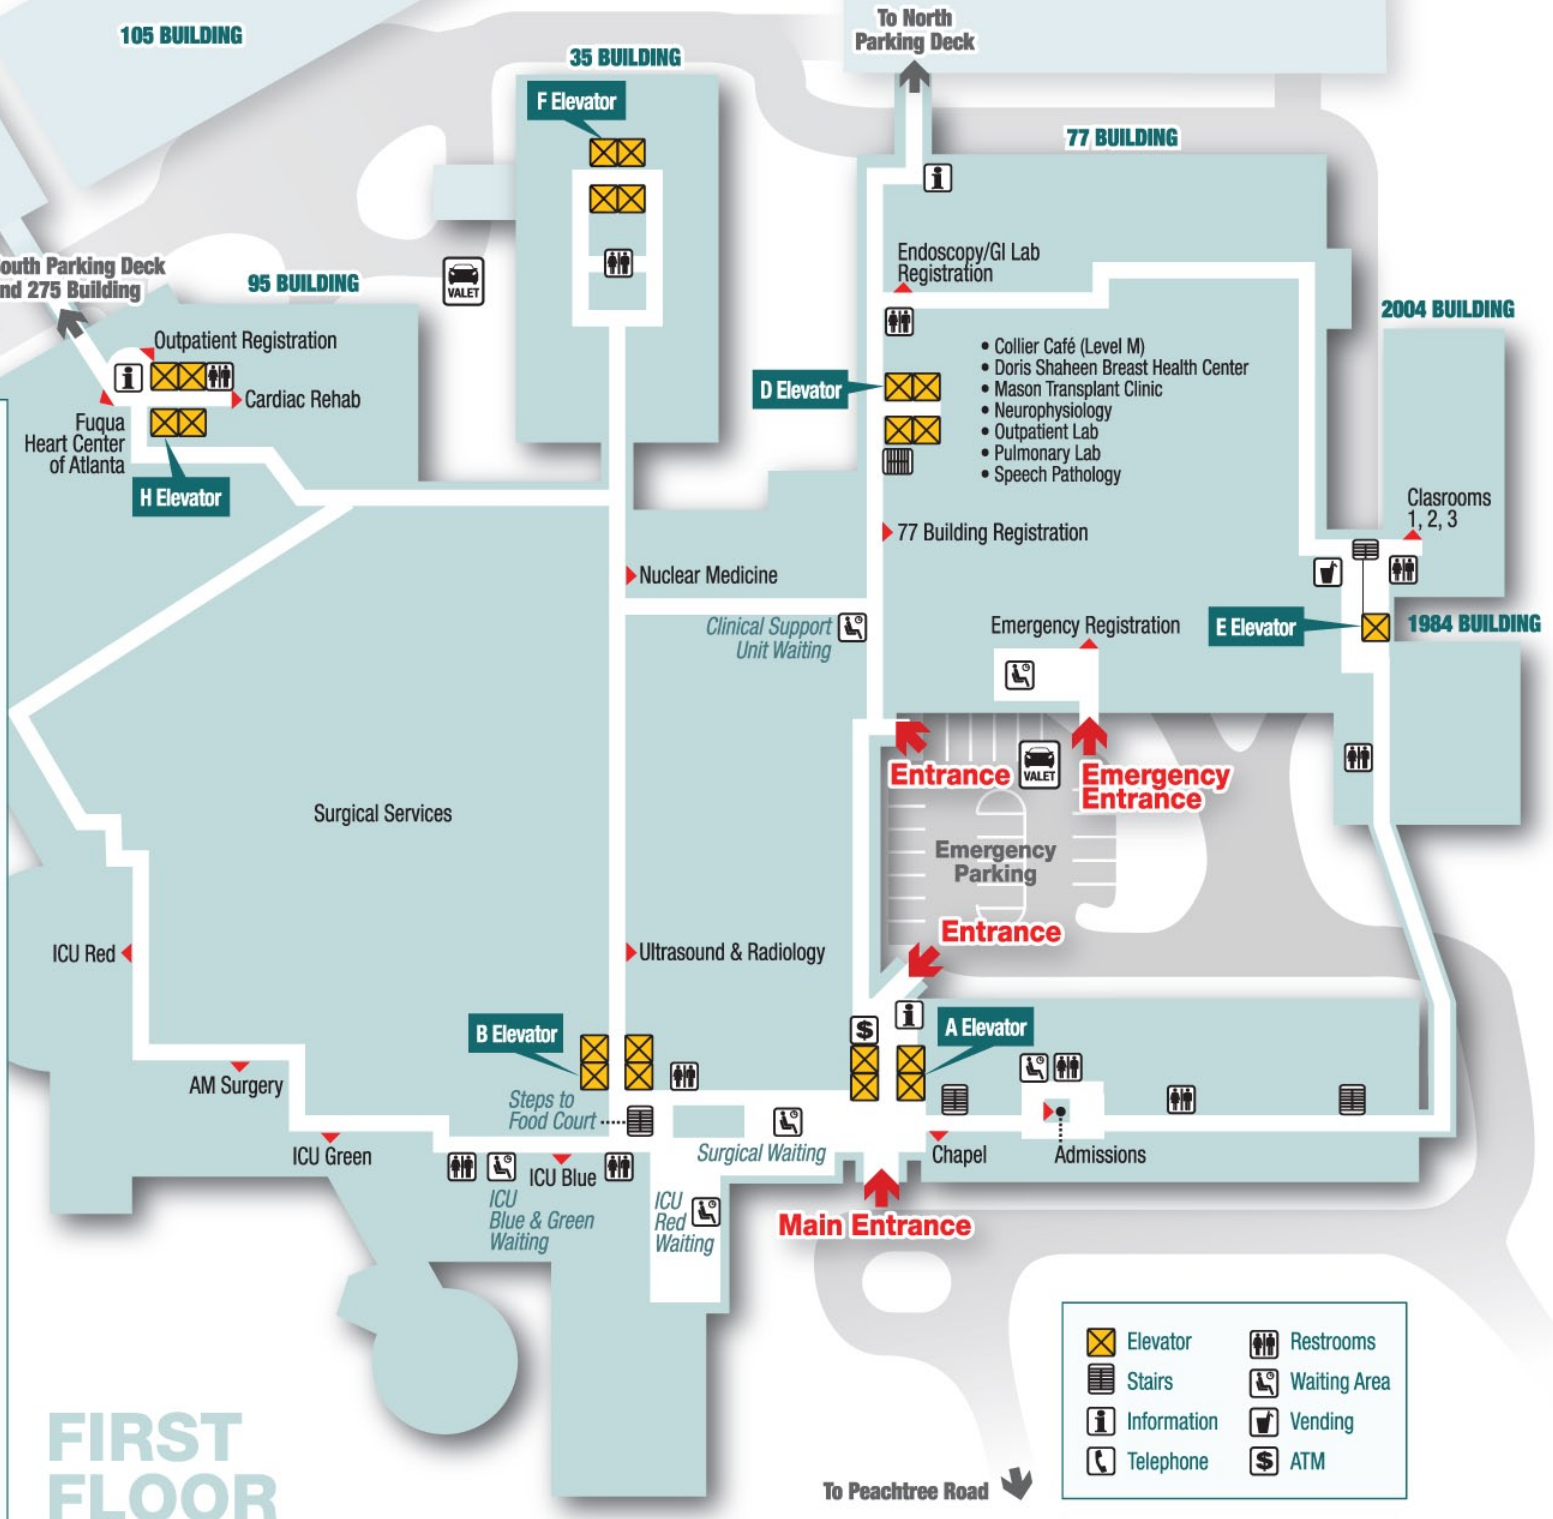 105 BUILDING
To North
Parking Deck
35 BUILDING
F Elevator
77 BUILDING
Endoscopy/GI Lab
Registration
outh Parking Deck
nd 275 Building
95 BUILDING
VALET
2004 BUILDING
Outpatient Registration
Cardiac Rehab
Fuqua
Heart Center
of Atlanta
H Elevator
D Elevator
• Collier Café (Level M)
• Doris Shaheen Breast Health Center
• Mason Transplant Clinic
• Neurophysiology
• Outpatient Lab
• Pulmonary Lab
• Speech Pathology
Clasrooms
1, 2, 3
77 Building Registration
Nuclear Medicine
Clinical Support
Unit Waiting
Emergency Registration
E Elevator
1984 BUILDING
Entrance
VALET
Emergency
Entrance
Surgical Services
Emergency
Parking
Entrance
ICU Red
Ultrasound & Radiology
B Elevator
$
A Elevator
AM Surgery
Steps to
Food Court
Surgical Waiting
Chapel
Admissions
ICU Green
ICU Blue
ICU
Blue & Green
Waiting
ICU
Red
Waiting
Main Entrance
Elevator
Restrooms
Stairs
Waiting Area
Information
Vending
Telephone
$ ATM
FIRST
FLOOR
To Peachtree Road